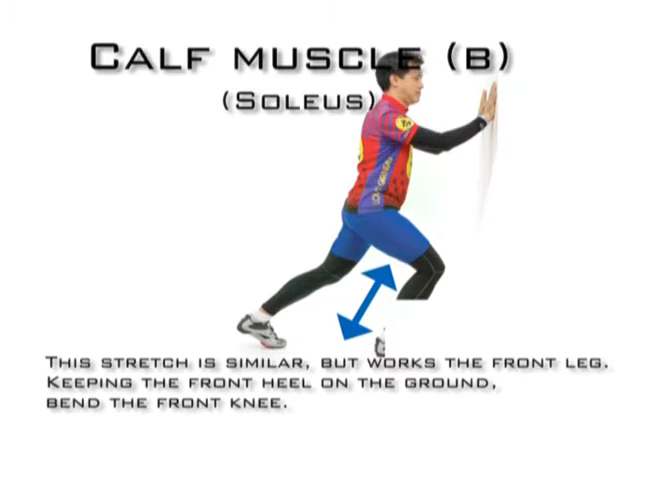 CALF MUSCLE (B)
(SOLEUS)
THIS STRETCH IS SIMILAR, BUT WORKS THE FRONT LEG.
KEEPING THE FRONT HEEL ON THE GROUND,
BEND THE FRONT KNEE.